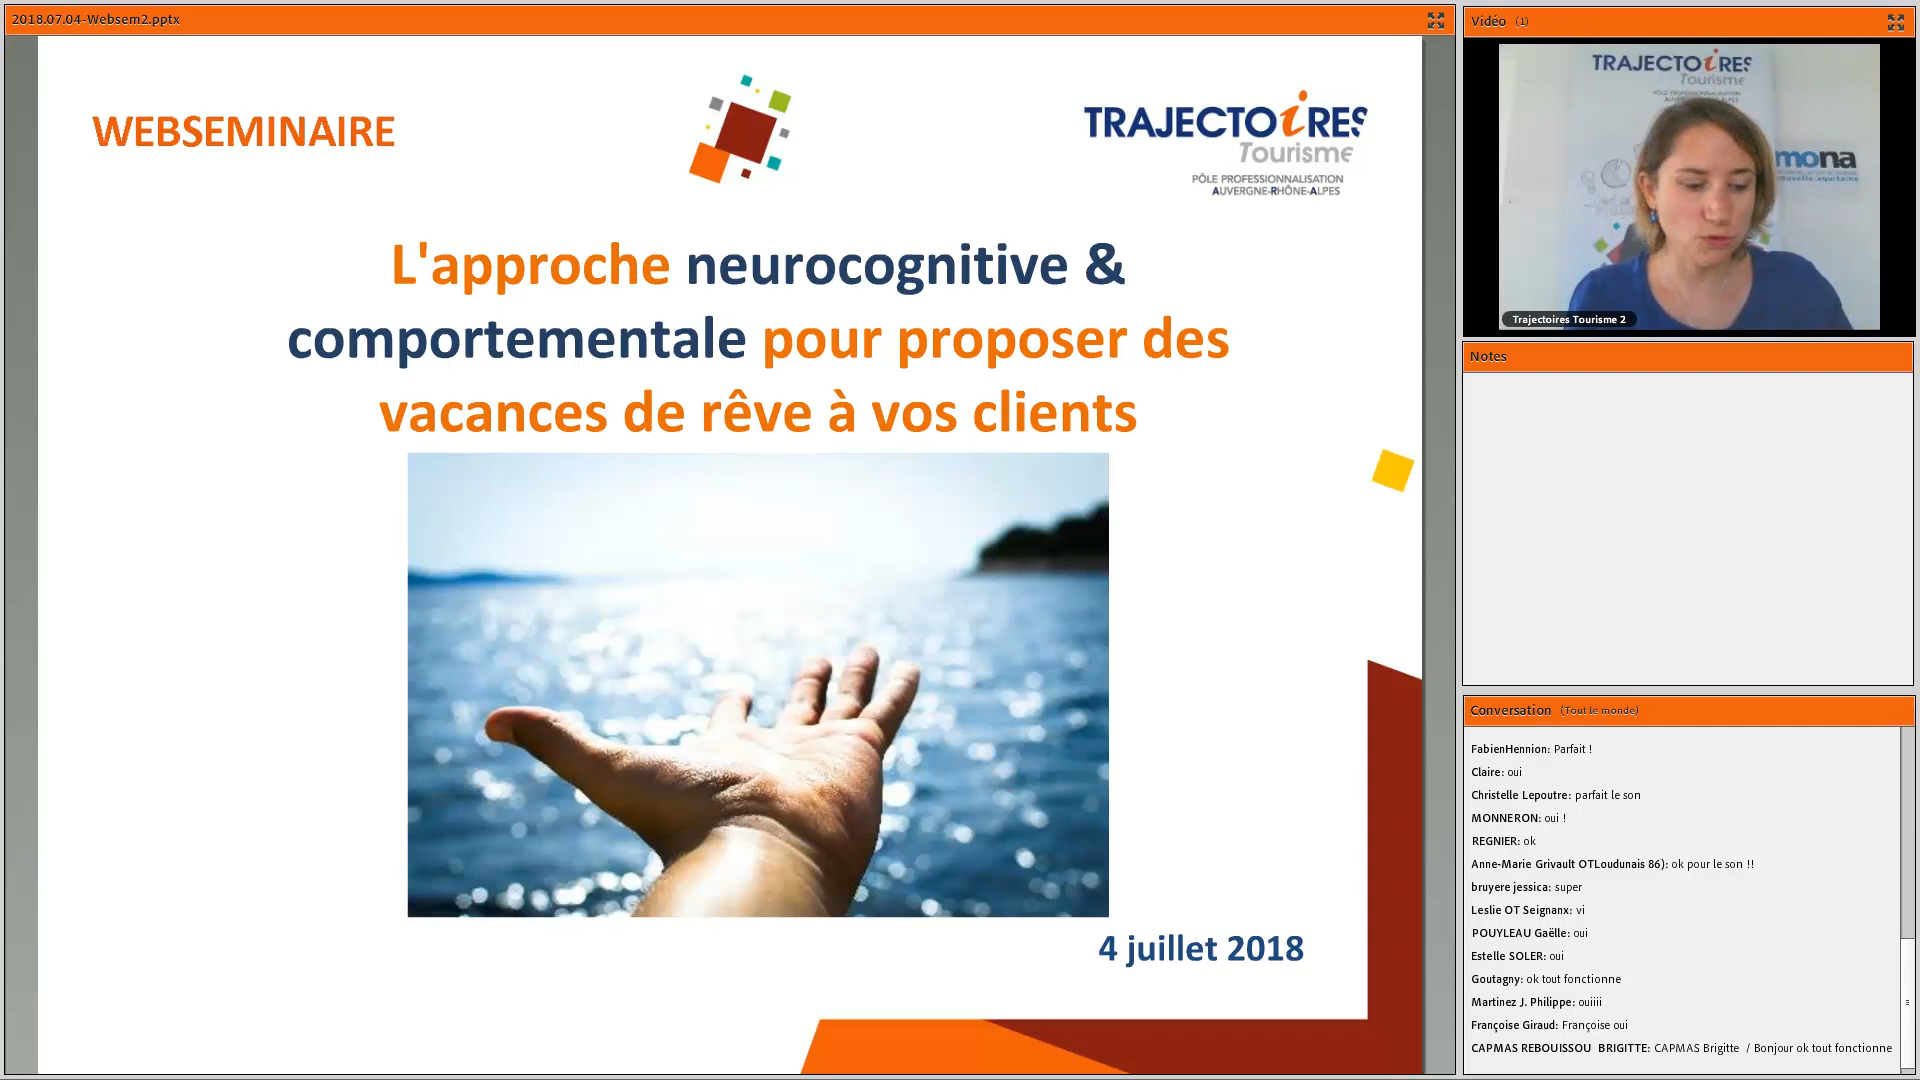 2018.07.04-Websem2.pptx
WEBSEMINAIRE
TRAJECTOiRES
Tourisme
PÔLE PROFESSIONNALISATION
AUVERGNE-RHÔNE-ALPES
L'approche neurocognitive &
comportementale pour proposer des
vacances de rêve à vos clients
4 juillet 2018
Vidéo (1)
TRAJECTOiRES
Tourisme
PÔLE PROFESSIONNALISATION
mona
nouvelle-aquitaine
Trajectoires Tourisme 2
Notes
Conversation (Tout le monde)
FabienHennion: Parfait !
Claire: oui
Christelle Lepoutre: parfait le son
MONNERON: oui !
REGNIER: ok
Anne-Marie Grivault OTLoudunais 86): ok pour le son !!
bruyere jessica: super
Leslie OT Seignanx: vi
POUYLEAU Gaëlle: oui
Estelle SOLER: oui
Goutagny: ok tout fonctionne
Martinez J. Philippe: ouiiii
Françoise Giraud: Françoise oui
CAPMAS REBOUISSOU BRIGITTE: CAPMAS Brigitte / Bonjour ok tout fonctionne